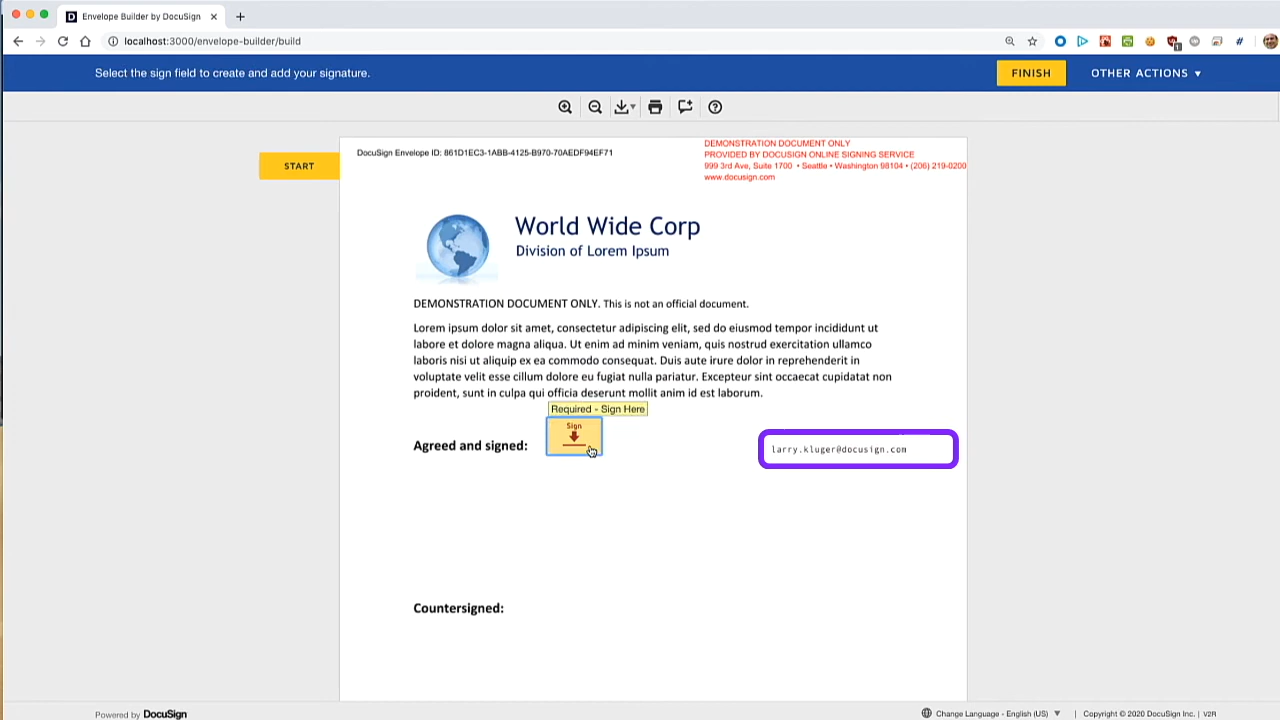 Envelope Builder by DocuSign
localhost:3000/envelope-builder/build
Select the sign field to create and add your signature.
FINISH
OTHER ACTIONS
START
DocuSign Envelope ID: 861D1EC3-1ABB-4125-B970-70AEDF94EF71
DEMONSTRATION DOCUMENT ONLY
PROVIDED BY DOCUSIGN ONLINE SIGNING SERVICE
999 3rd Ave, Suite 1700 • Seattle • Washington 98104 • (206) 219-0200
www.docusign.com
World Wide Corp
Division of Lorem Ipsum
DEMONSTRATION DOCUMENT ONLY. This is not an official document.
Lorem ipsum dolor sit amet, consectetur adipiscing elit, sed do eiusmod tempor incididunt ut
labore et dolore magna aliqua. Ut enim ad minim veniam, quis nostrud exercitation ullamco
laboris nisi ut aliquip ex ea commodo consequat. Duis aute irure dolor in reprehenderit in
voluptate velit esse cillum dolore eu fugiat nulla pariatur. Excepteur sint occaecat cupidatat non
proident, sunt in culpa qui officia deserunt mollit anim id est laborum.
Required - Sign Here
Sign
Agreed and signed:
larry.kluger@docusign.com
Countersigned:
Powered by DocuSign
Change Language - English (US)
Copyright © 2020 DocuSign Inc. | V2R